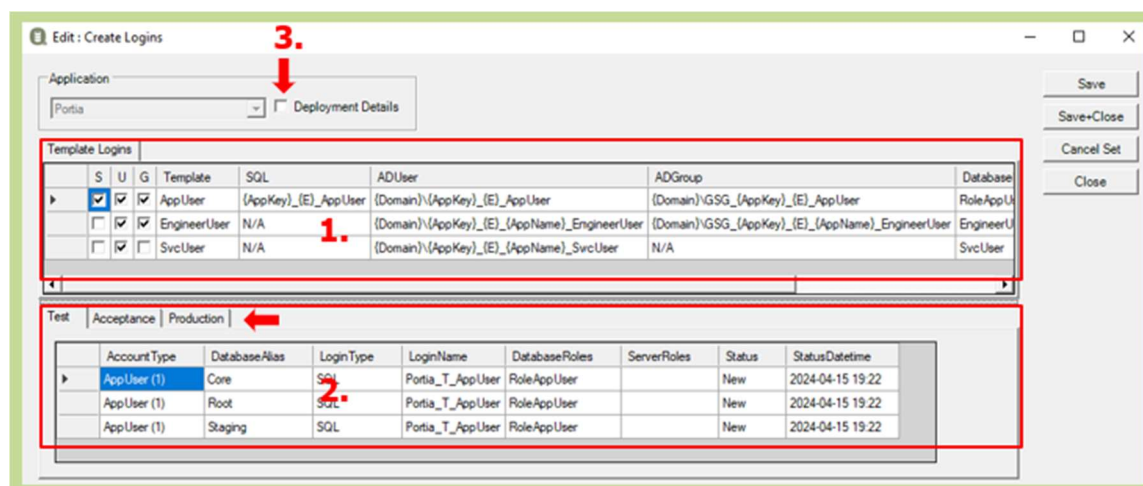 Edit : Create Logins
3.
Application
Portia
Deployment Details
Save
Save+Close
Cancel Set
Close
Template Logins
S U G Template SQL ADUser ADGroup Database
AppUser {AppKey}_{E}_AppUser {Domain}\{AppKey}_{E}_AppUser {Domain}\GSG_{AppKey}_{E}_AppUser RoleAppU
EngineerUser N/A {Domain}\{AppKey}_{E}_{AppName}_EngineerUser {Domain}\GSG_{AppKey}_{E}_{AppName}_EngineerUser EngineerU
SvcUser N/A {Domain}\{AppKey}_{E}_{AppName}_SvcUser N/A SvcUser
1.
Test Acceptance Production
AccountType DatabaseAlias LoginType LoginName DatabaseRoles ServerRoles Status StatusDatetime
AppUser (1) Core SQL Portia_T_AppUser RoleAppUser New 2024-04-15 19:22
AppUser (1) Root SQL Portia_T_AppUser RoleAppUser New 2024-04-15 19:22
AppUser (1) Staging SQL Portia_T_AppUser RoleAppUser New 2024-04-15 19:22
2.